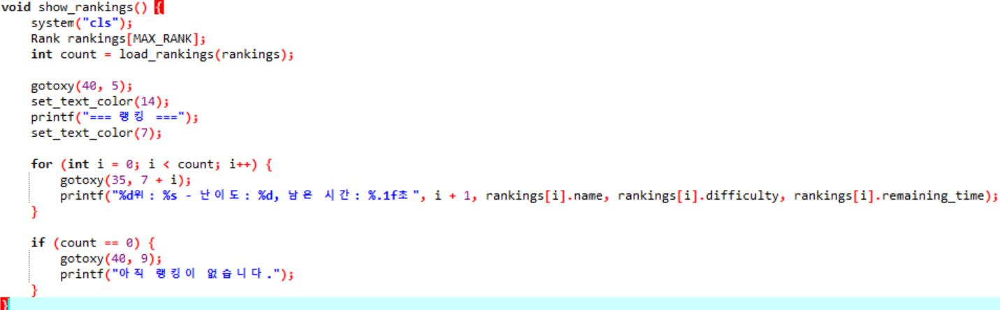 void show_rankings() {
    system("cls");
    Rank rankings[MAX_RANK];
    int count = load_rankings(rankings);

    gotoxy(40, 5);
    set_text_color(14);
    printf("=== 랭킹 ===");
    set_text_color(7);

    for (int i = 0; i < count; i++) {
        gotoxy(35, 7 + i);
        printf("%d위: %s - 난이도: %d, 남은 시간: %.1f초", i + 1, rankings[i].name, rankings[i].difficulty, rankings[i].remaining_time);
    }

    if (count == 0) {
        gotoxy(40, 9);
        printf("아직 랭킹이 없습니다.");
    }
}